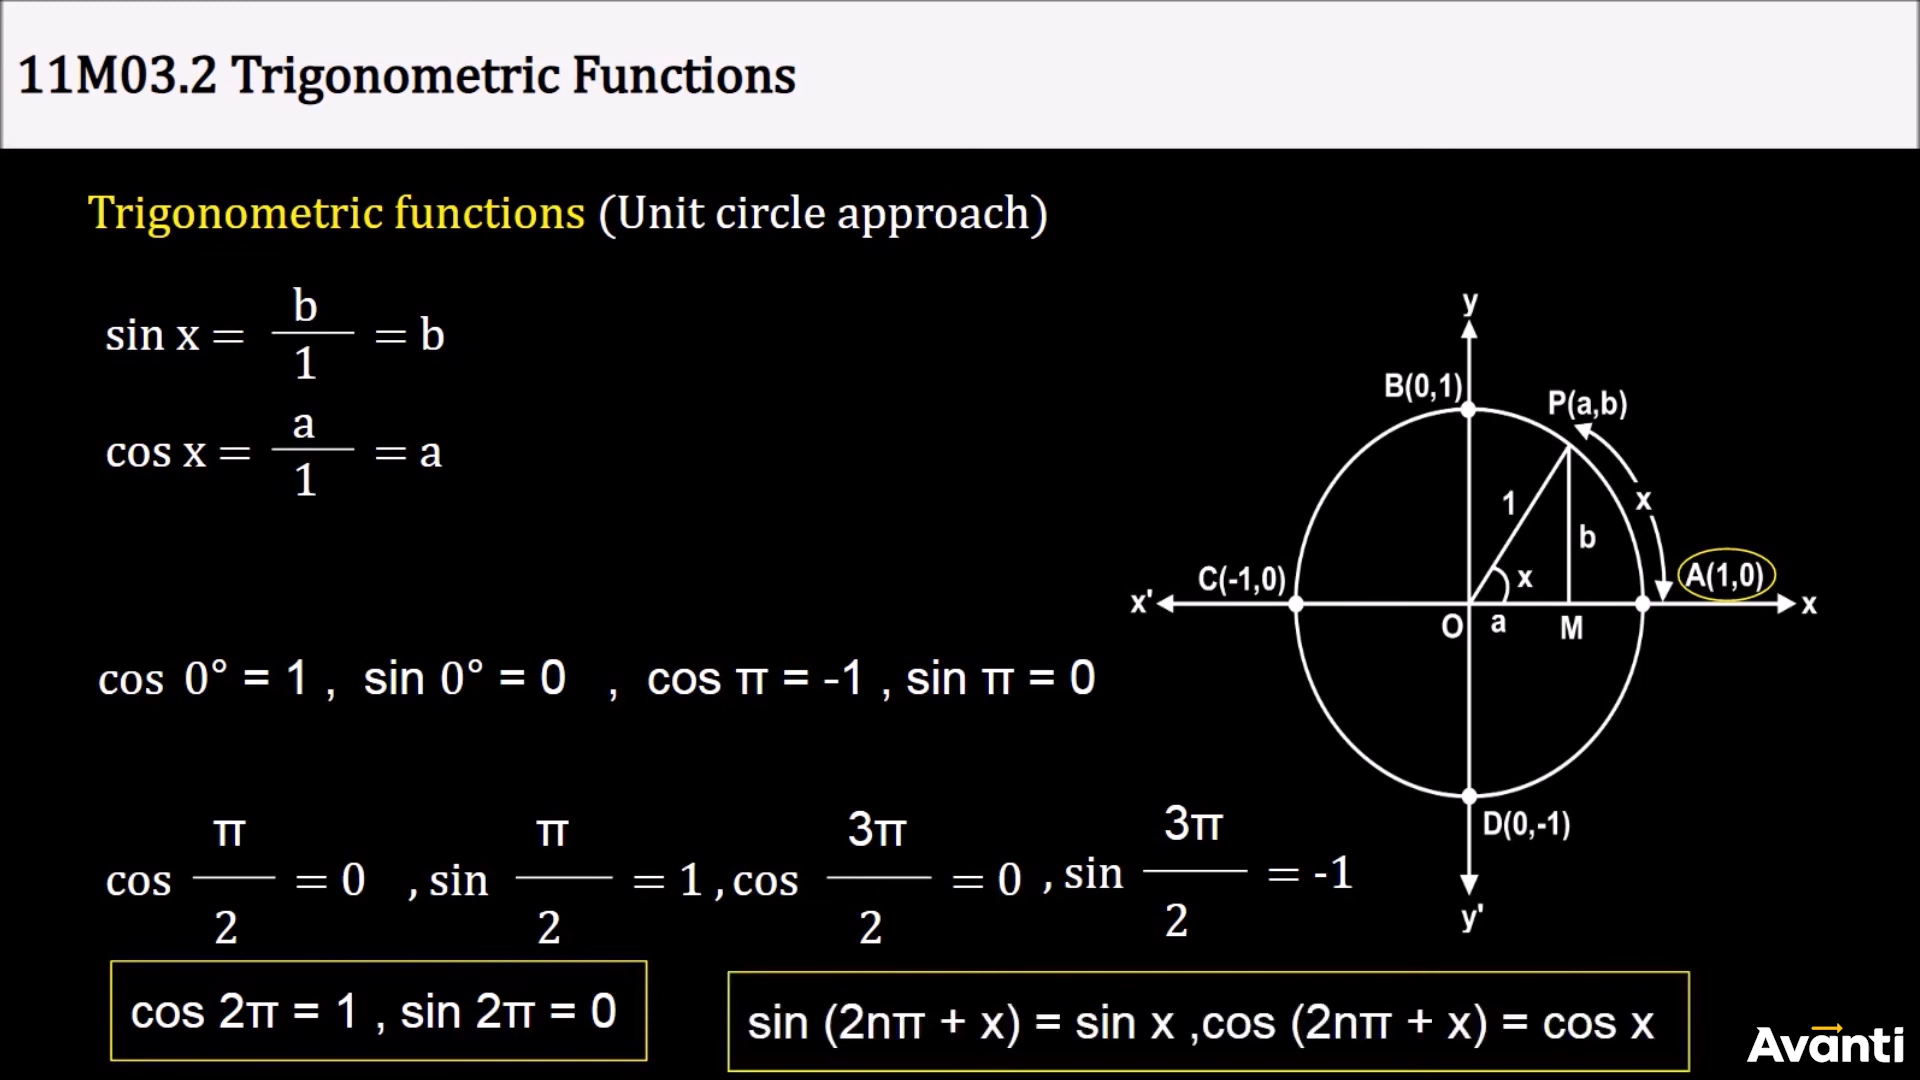 11M03.2 Trigonometric Functions
Trigonometric functions (Unit circle approach)
sin x = b/1 = b
cos x = a/1 = a
cos 0° = 1 , sin 0° = 0 , cos π = -1 , sin π = 0
cos π/2 = 0 , sin π/2 = 1 , cos 3π/2 = 0 , sin 3π/2 = -1
cos 2π = 1 , sin 2π = 0
sin (2nπ + x) = sin x ,cos (2nπ + x) = cos x
y
B(0,1)
P(a,b)
1
x
b
C(-1,0)
x
A(1,0)
x'
x
O
a
M
D(0,-1)
y'
Avanti